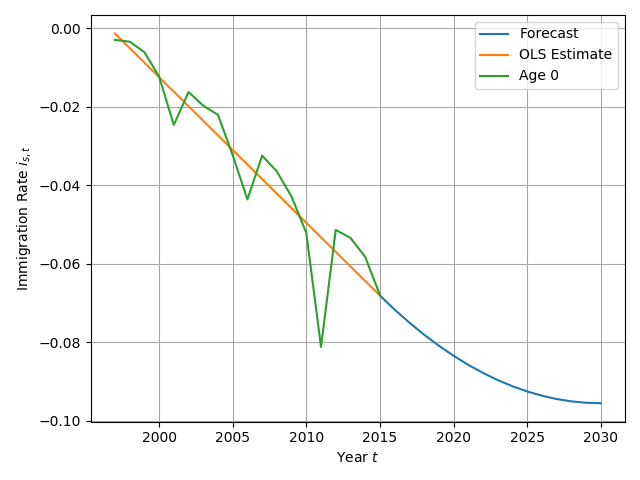 0.00
−0.02
−0.04
−0.06
−0.08
−0.10
Immigration Rate i_{s,t}
Forecast
OLS Estimate
Age 0
2000 2005 2010 2015 2020 2025 2030
Year t